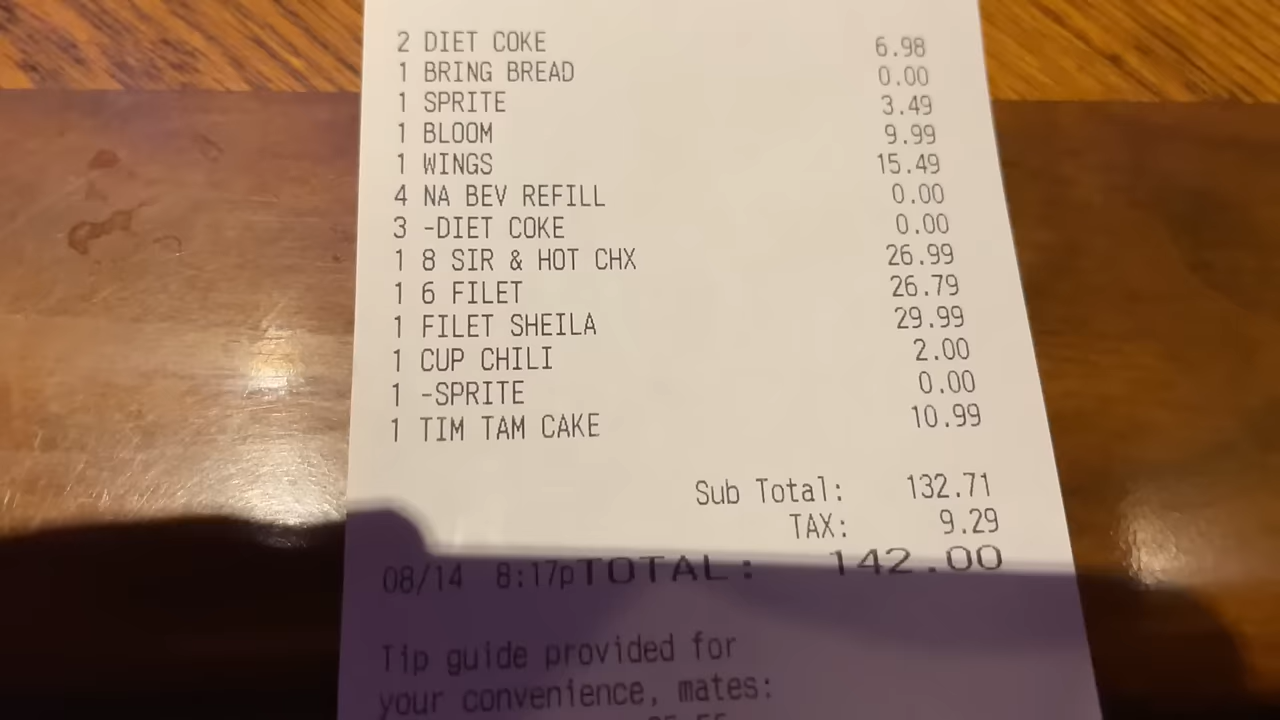 2 DIET COKE 6.98
1 BRING BREAD 0.00
1 SPRITE 3.49
1 BLOOM 9.99
1 WINGS 15.49
4 NA BEV REFILL 0.00
3 -DIET COKE 0.00
1 8 SIR & HOT CHX 26.99
1 6 FILET 26.79
1 FILET SHEILA 29.99
1 CUP CHILI 2.00
1 -SPRITE 0.00
1 TIM TAM CAKE 10.99
Sub Total: 132.71
TAX: 9.29
08/14 8:17pTOTAL: 142.00
Tip guide provided for
your convenience, mates: